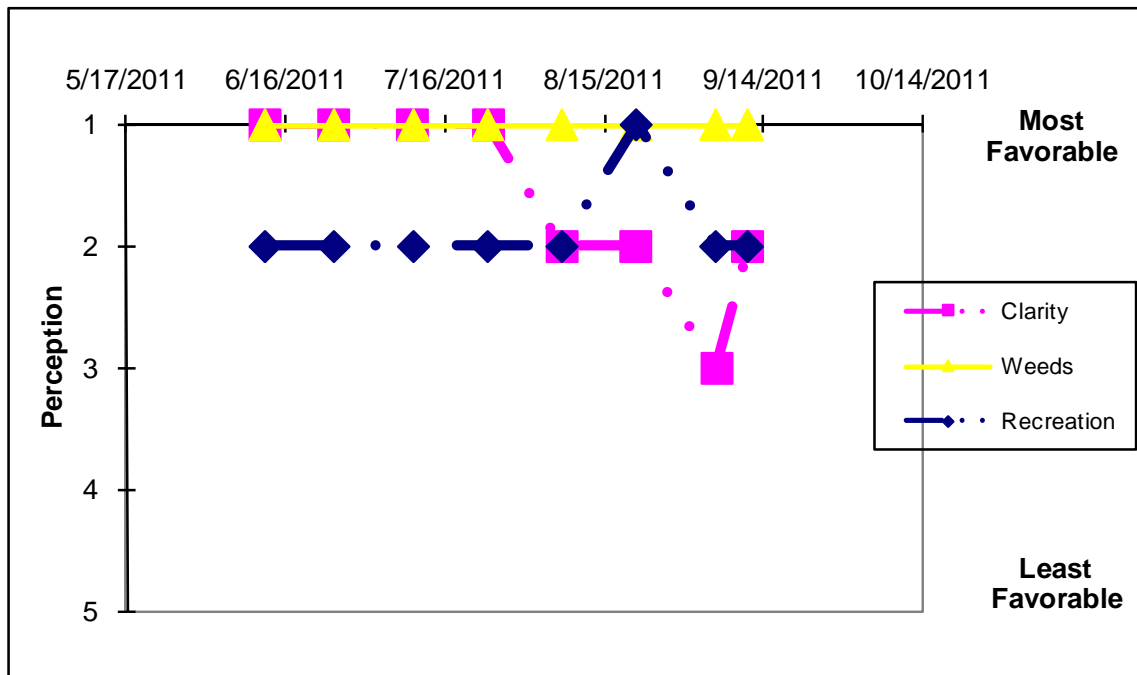 5/17/2011 6/16/2011 7/16/2011 8/15/2011 9/14/2011 10/14/2011
1
Most
Favorable
2
Perception
Clarity
Weeds
Recreation
3
4
Least
Favorable
5